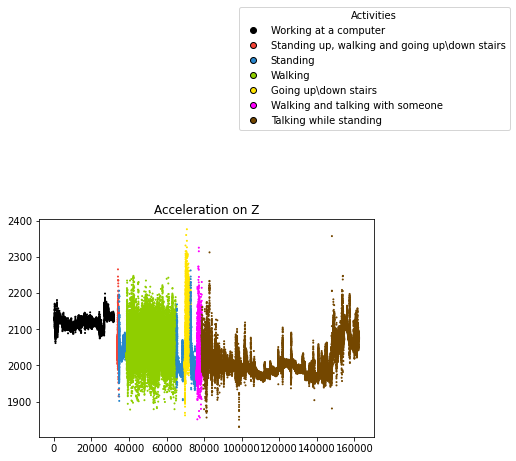 Activities
Working at a computer
Standing up, walking and going up\down stairs
Standing
Walking
Going up\down stairs
Walking and talking with someone
Talking while standing
Acceleration on Z
2400
2300
2200
2100
2000
1900
0 20000 40000 60000 80000 100000 120000 140000 160000